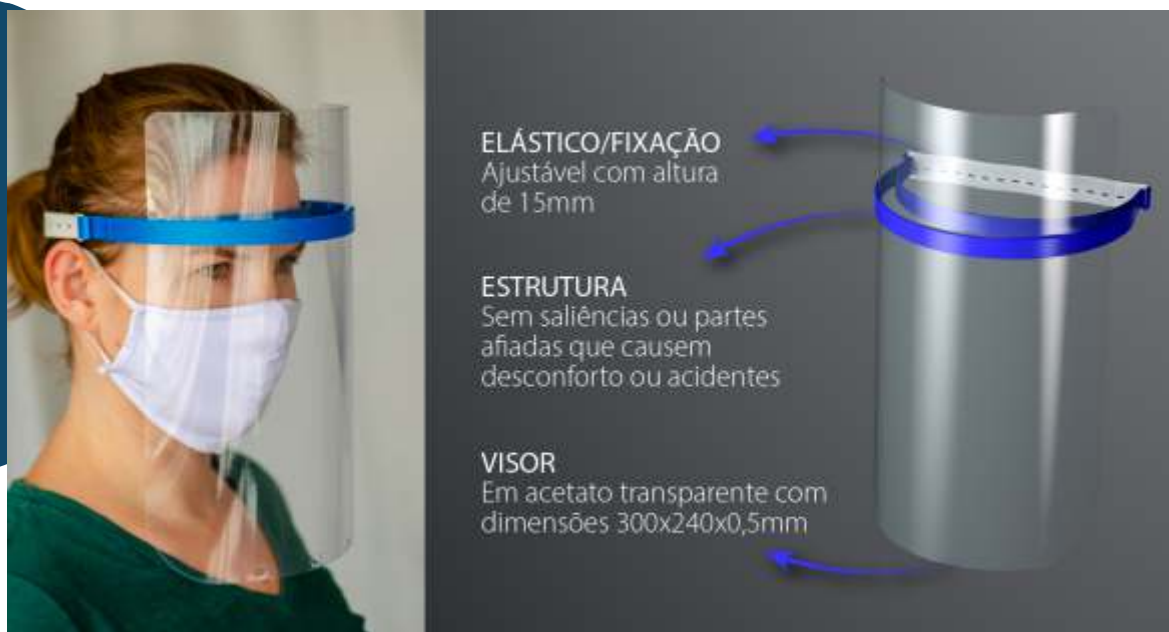 ELÁSTICO/FIXAÇÃO
Ajustável com altura
de 15mm
ESTRUTURA
Sem saliências ou partes
afiadas que causem
desconforto ou acidentes
VISOR
Em acetato transparente com
dimensões 300x240x0,5mm